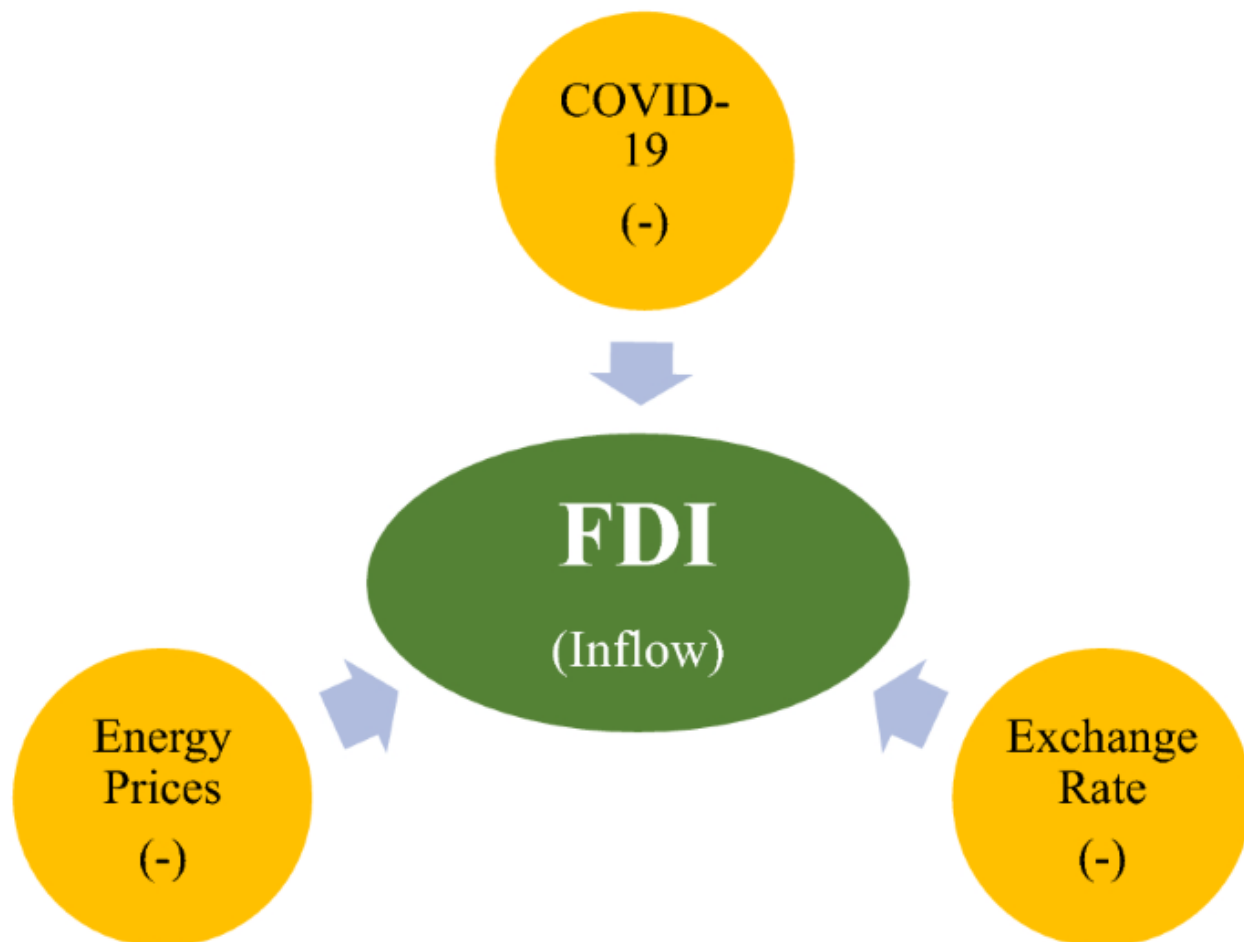 COVID-
19
(-)
FDI
(Inflow)
Energy
Prices
(-)
Exchange
Rate
(-)